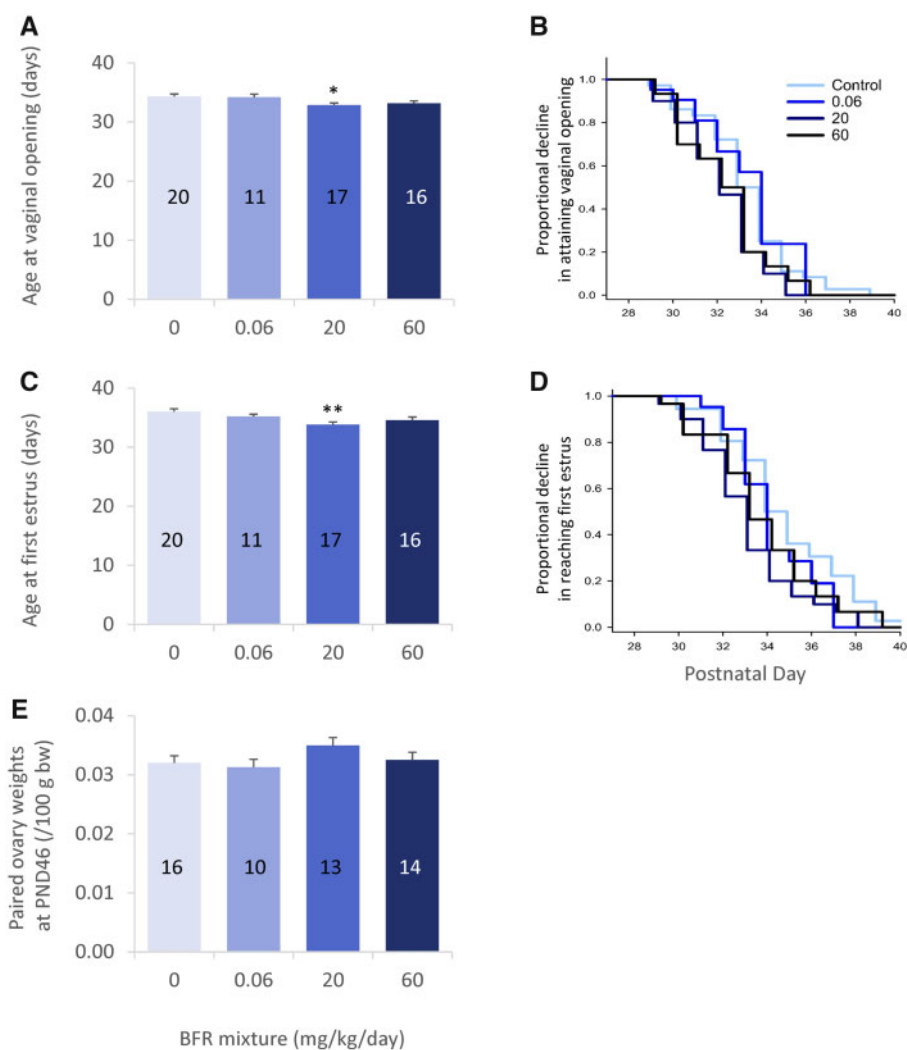 A
Age at vaginal opening (days)
40
30
20
10
0
*
20 11 17 16
0 0.06 20 60
B
Proportional decline
in attaining vaginal opening
1.0
0.8
0.6
0.4
0.2
0.0
Control
0.06
20
60
28 30 32 34 36 38 40
C
Age at first estrus (days)
40
30
20
10
0
**
20 11 17 16
0 0.06 20 60
D
Proportional decline
in reaching first estrus
1.0
0.8
0.6
0.4
0.2
0.0
28 30 32 34 36 38 40
Postnatal Day
E
Paired ovary weights
at PND46 (/100 g bw)
0.04
0.03
0.02
0.01
0.00
16 10 13 14
0 0.06 20 60
BFR mixture (mg/kg/day)